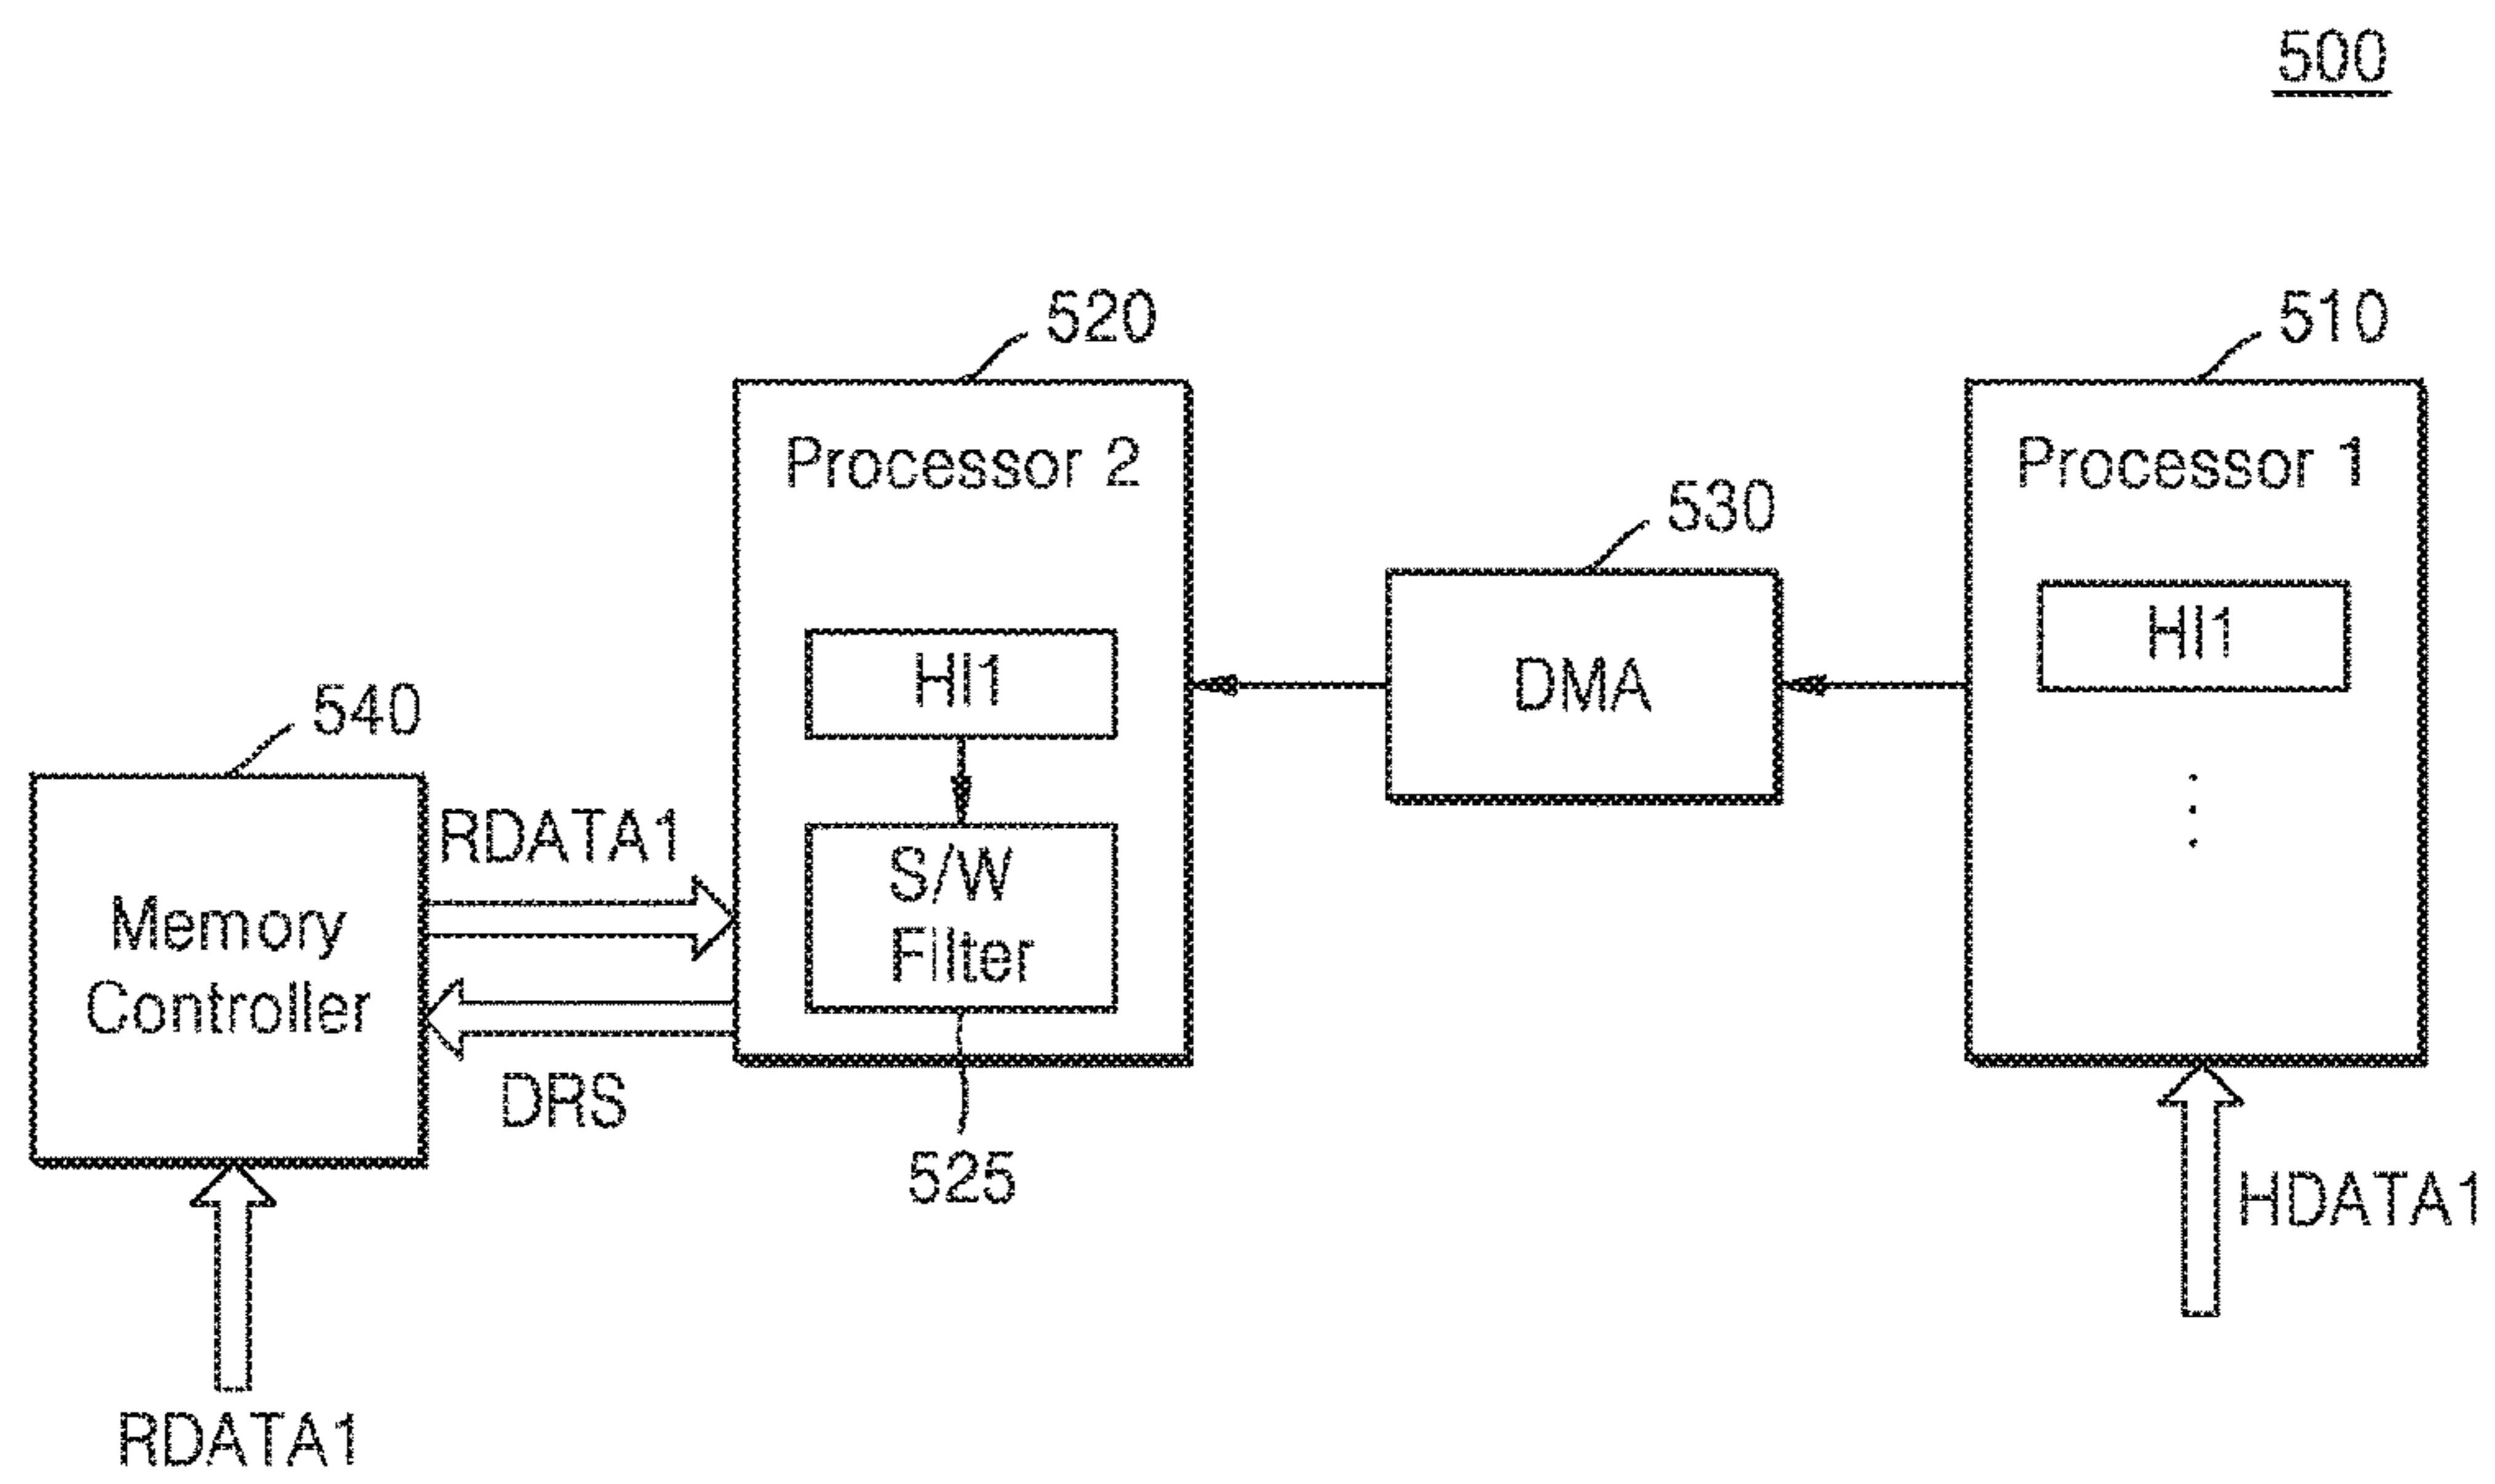 500
520
510
Processor 2
Processor 1
530
HI1
HI1
DMA
540
RDATA1
S/W
Filter
Memory
Controller
DRS
525
HDATA1
RDATA1